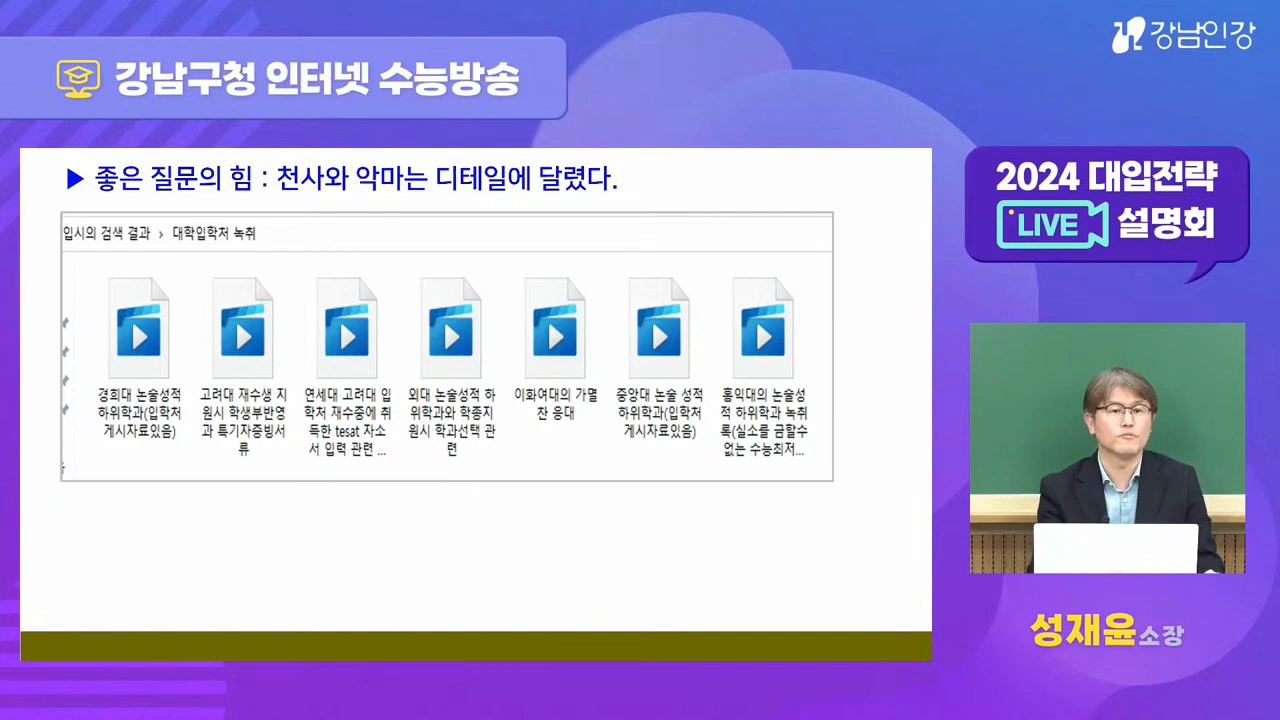 강남인강
강남구청 인터넷 수능방송
2024 대입전략
LIVE 설명회
▶ 좋은 질문의 힘 : 천사와 악마는 디테일에 달렸다.
입시의 검색 결과 › 대학입학처 녹취
경희대 논술성적
하위학과(입학처
게시자료있음)
고려대 재수생 지
원시 학생부반영
과 특기자증빙서
류
연세대 고려대 입
학처 재수중에 취
득한 tesat 자소
서 입력 관련 ...
외대 논술성적 하
위학과와 학종지
원시 학과선택 관
련
이화여대의 가멸
찬 응대
중앙대 논술 성적
하위학과(입학처
게시자료있음)
홍익대의 논술성
적 하위학과 녹취
록(실소를 금할수
없는 수능최저...
성재윤소장